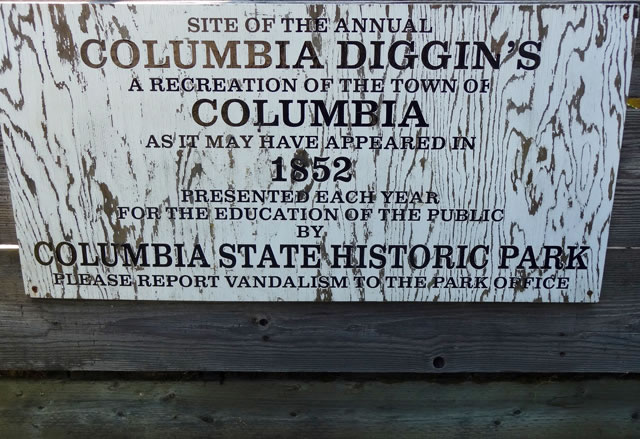 SITE OF THE ANNUAL
COLUMBIA DIGGIN'S
A RECREATION OF THE TOWN OF
COLUMBIA
AS IT MAY HAVE APPEARED IN
1852
PRESENTED EACH YEAR
FOR THE EDUCATION OF THE PUBLIC
BY
COLUMBIA STATE HISTORIC PARK
PLEASE REPORT VANDALISM TO THE PARK OFFICE